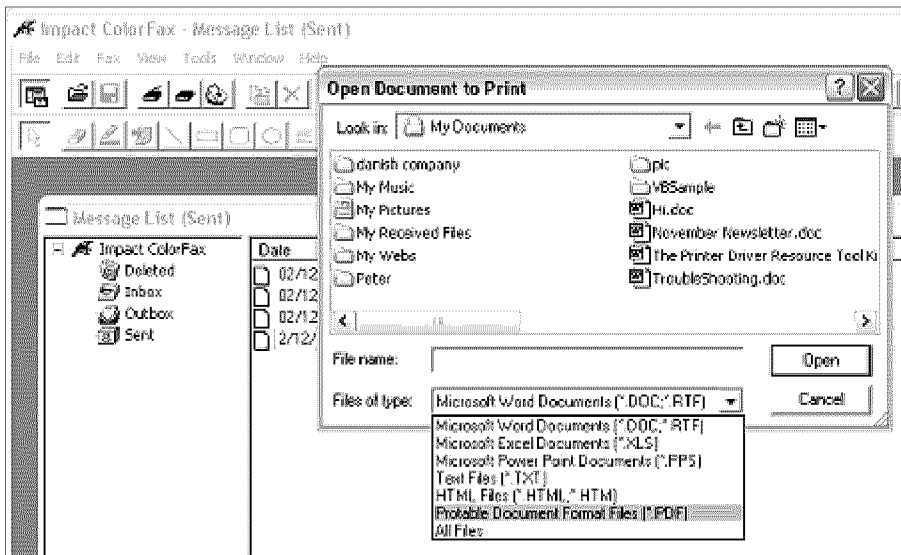 Impact ColorFax - Message List (Sent)
File Edit Fax View Tools Window Help
Open Document to Print
Look in: My Documents
danish company
My Music
My Pictures
My Received Files
My Webs
Peter
pic
VBSample
Hi.doc
November Newsletter.doc
The Printer Driver Resource Tool Ki
TroubleShooting.doc
File name:
Open
Files of type: Microsoft Word Documents (*.DOC;*.RTF)
Cancel
Microsoft Word Documents (*.DOC;*.RTF)
Microsoft Excel Documents (*.XLS)
Microsoft Power Point Documents (*.PPS)
Text Files (*.TXT)
HTML Files (*.HTML;*.HTM)
Protable Document Format Files (*.PDF)
All Files
Message List (Sent)
Impact ColorFax
Deleted
Inbox
Outbox
Sent
Date
02/12
02/12
02/12
2/12/